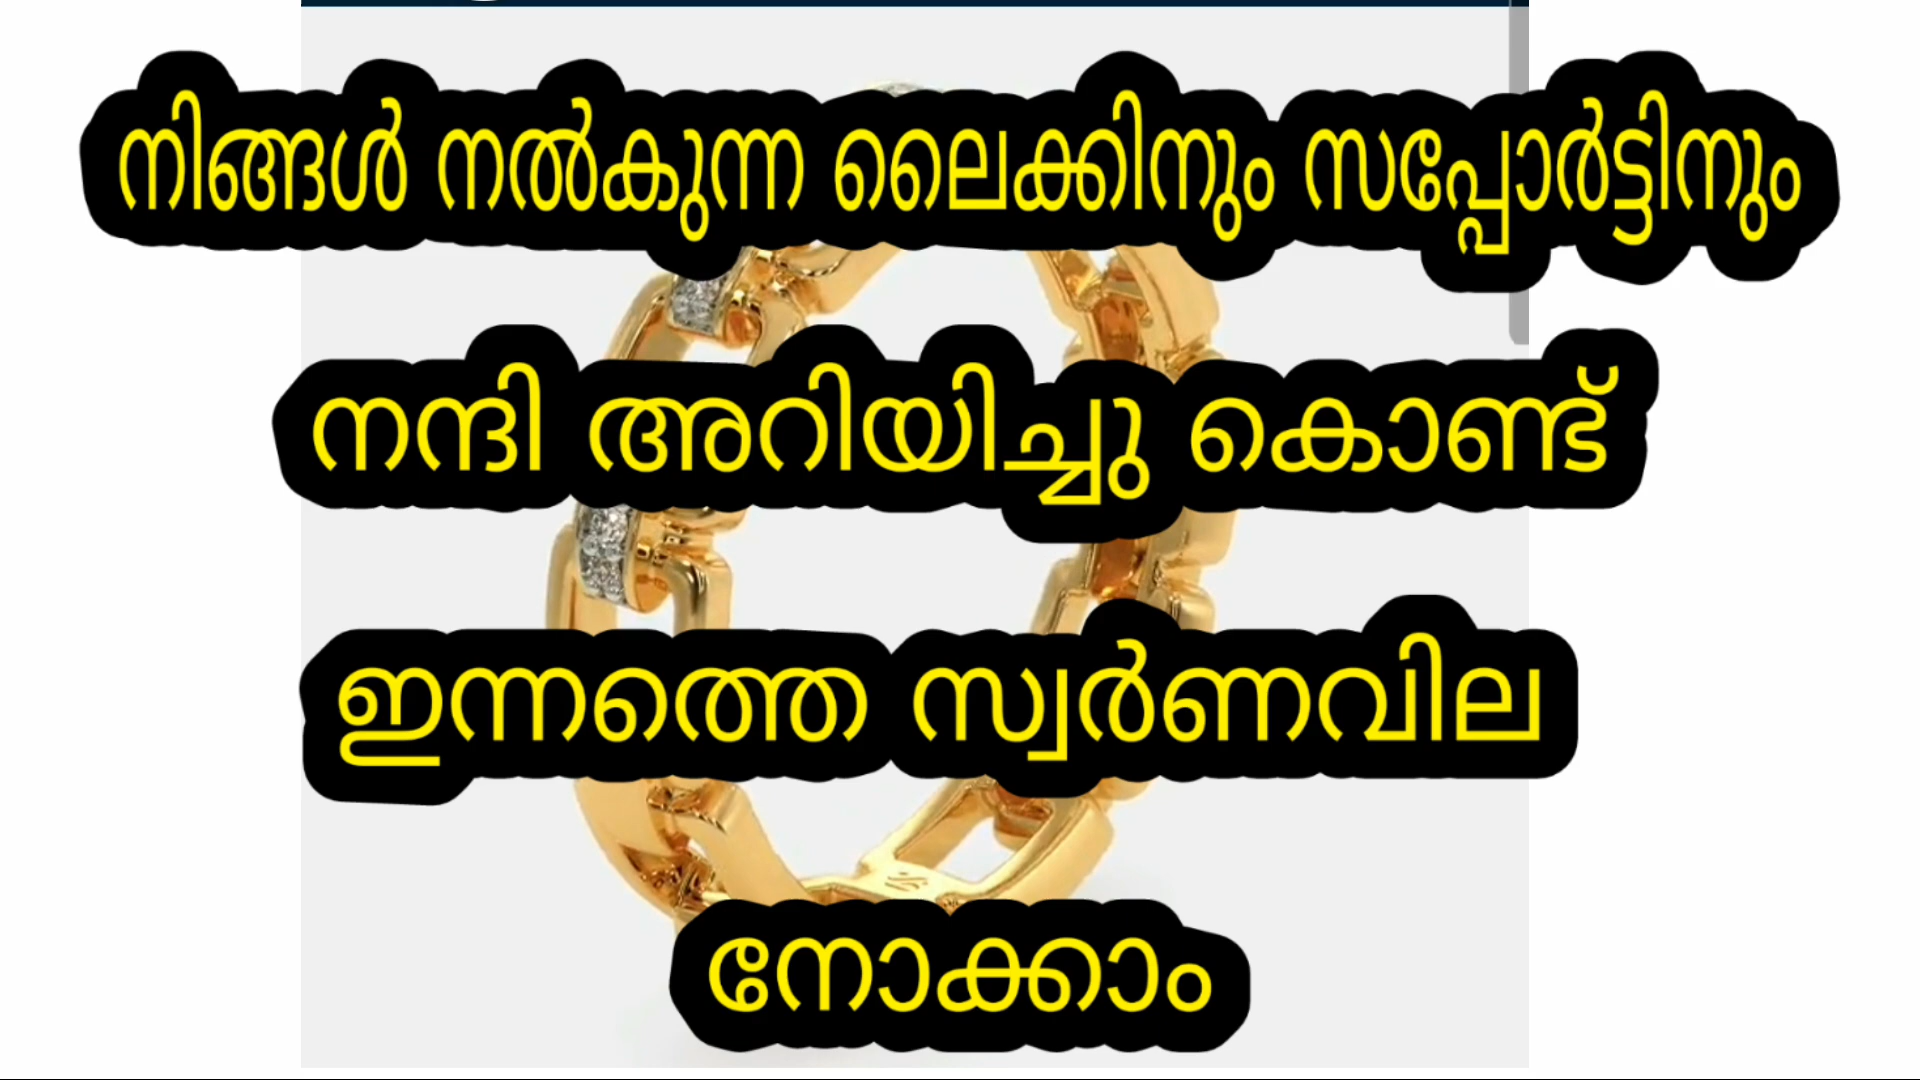 നിങ്ങൾ നൽകുന്ന ലൈക്കിനും സപ്പോർട്ടിനും
നന്ദി അറിയിച്ചു കൊണ്ട്
ഇന്നത്തെ സ്വർണവില
നോക്കാം